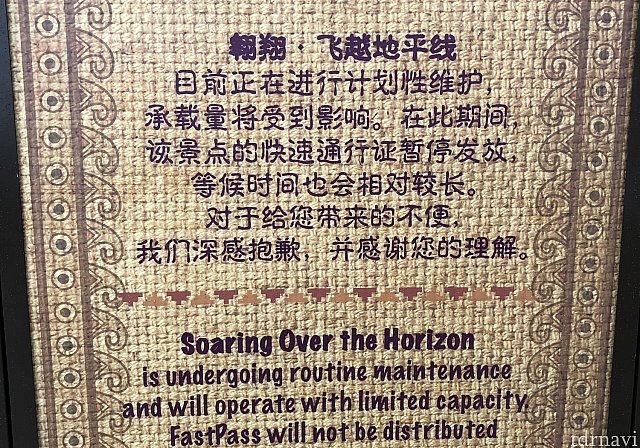 翱翔·飞越地平线
目前正在进行计划性维护，
承载量将受到影响。在此期间，
该景点的快速通行证暂停发放，
等候时间也会相对较长。
对于给您带来的不便，
我们深感抱歉，并感谢您的理解。
Soaring Over the Horizon
is undergoing routine maintenance
and will operate with limited capacity
FastPass will not be distributed
tdrnavi